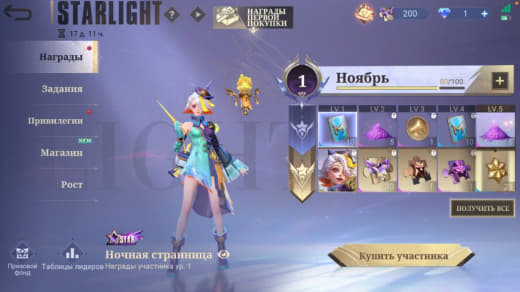 STARLIGHT
?
НАГРАДЫ
ПЕРВОЙ
ПОКУПКИ
200
1
17 д. 11 ч.
Награды
Задания
Привилегии
NEW
Магазин
Рост
1
Ноябрь
80/100
LV.1
LV.2
LV.3
LV.4
LV.5
10
ПОЛУЧИТЬ ВСЕ
STAR
Ночная странница
Награды участника ур. 1
Призовой
фонд
Таблицы лидеров
Купить участника